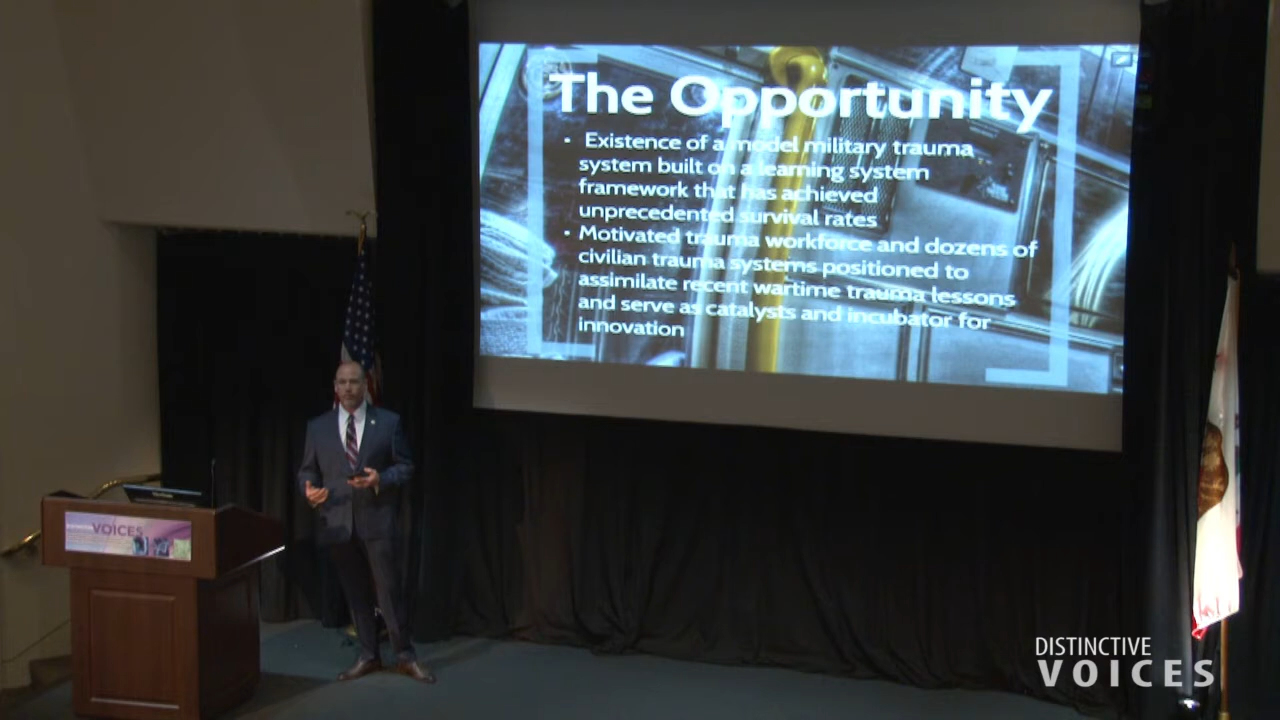 The Opportunity
• Existence of a model military trauma
system built on a learning system
framework that has achieved
unprecedented survival rates
• Motivated trauma workforce and dozens of
civilian trauma systems positioned to
assimilate recent wartime trauma lessons
and serve as catalysts and incubator for
innovation
VOICES
DISTINCTIVE
VOICES